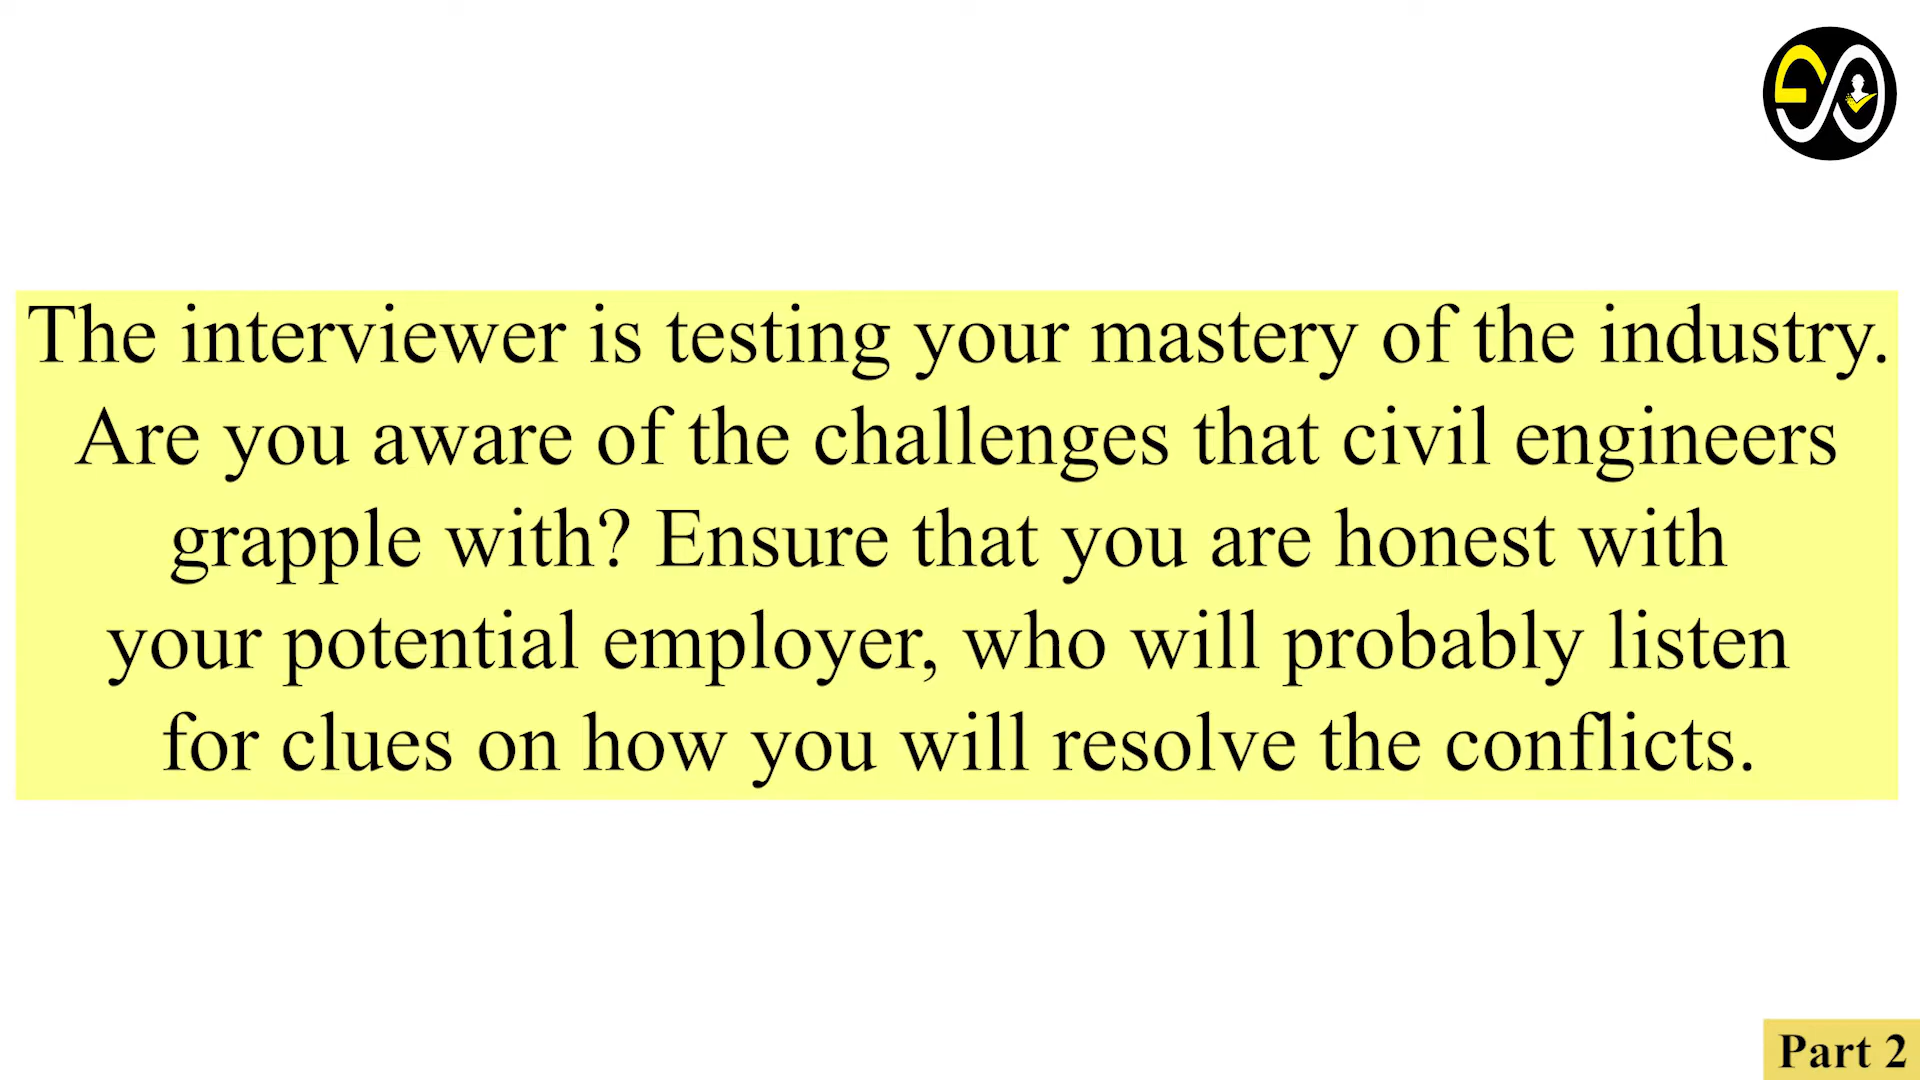 The interviewer is testing your mastery of the industry.
Are you aware of the challenges that civil engineers
grapple with? Ensure that you are honest with
your potential employer, who will probably listen
for clues on how you will resolve the conflicts.
Part 2